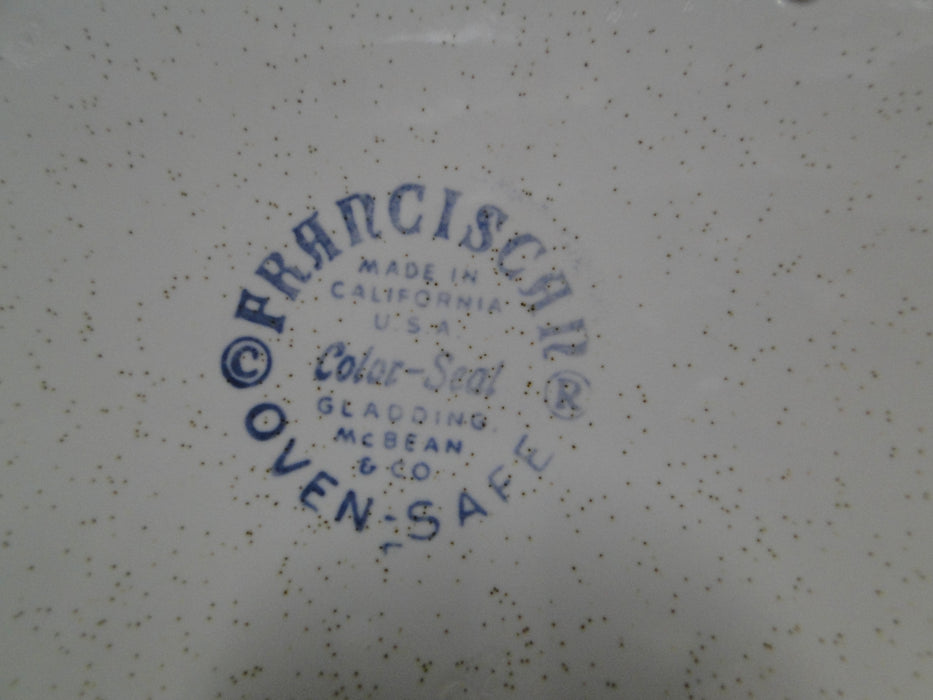 © FRANCISCAN ®
MADE IN
CALIFORNIA
U.S.A.
Color-Seal
GLADDING,
McBEAN
& CO.
OVEN-SAFE